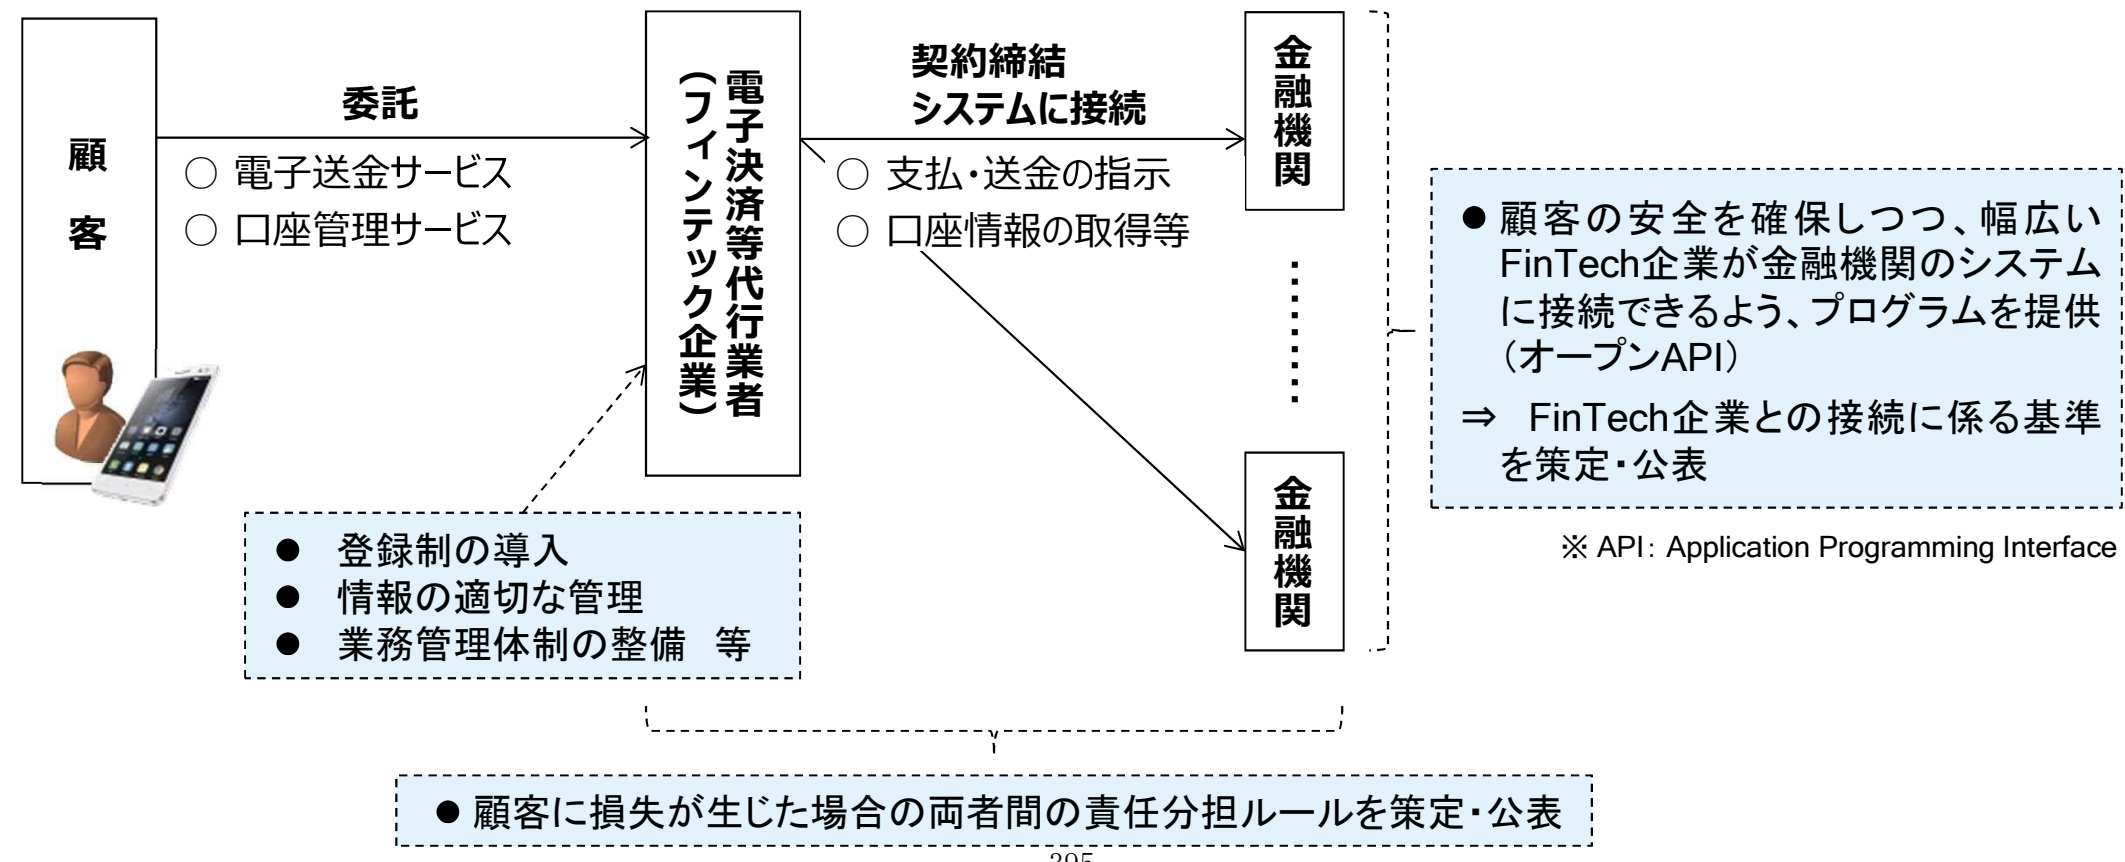 顧客
委託
○ 電子送金サービス
○ 口座管理サービス
電子決済等代行業者
(フィンテック企業)
契約締結
システムに接続
○ 支払・送金の指示
○ 口座情報の取得等
金融機関
金融機関
● 顧客の安全を確保しつつ、幅広い
FinTech企業が金融機関のシステム
に接続できるよう、プログラムを提供
（オープンAPI）
⇒ FinTech企業との接続に係る基準
を策定・公表
※ API： Application Programming Interface
● 登録制の導入
● 情報の適切な管理
● 業務管理体制の整備 等
● 顧客に損失が生じた場合の両者間の責任分担ルールを策定・公表